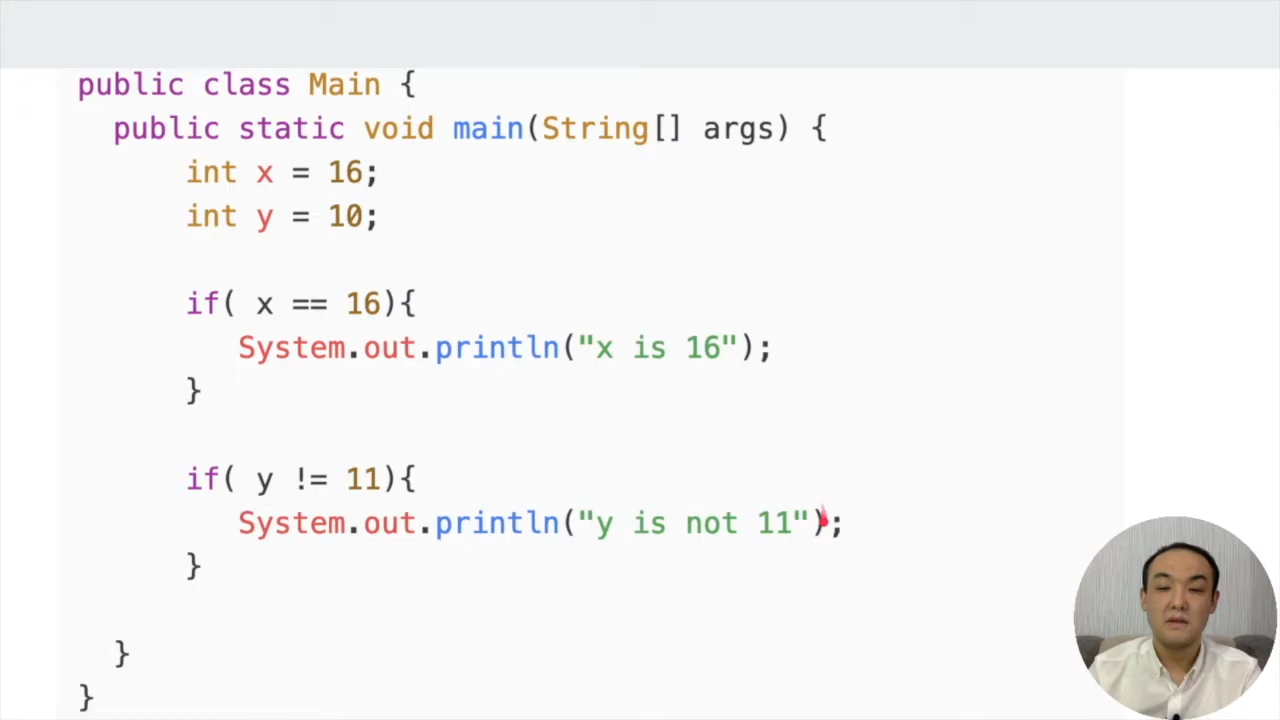 public class Main {
public static void main(String[] args) {
int x = 16;
int y = 10;
if( x == 16){
System.out.println("x is 16");
}
if( y != 11){
System.out.println("y is not 11");
}
}
}